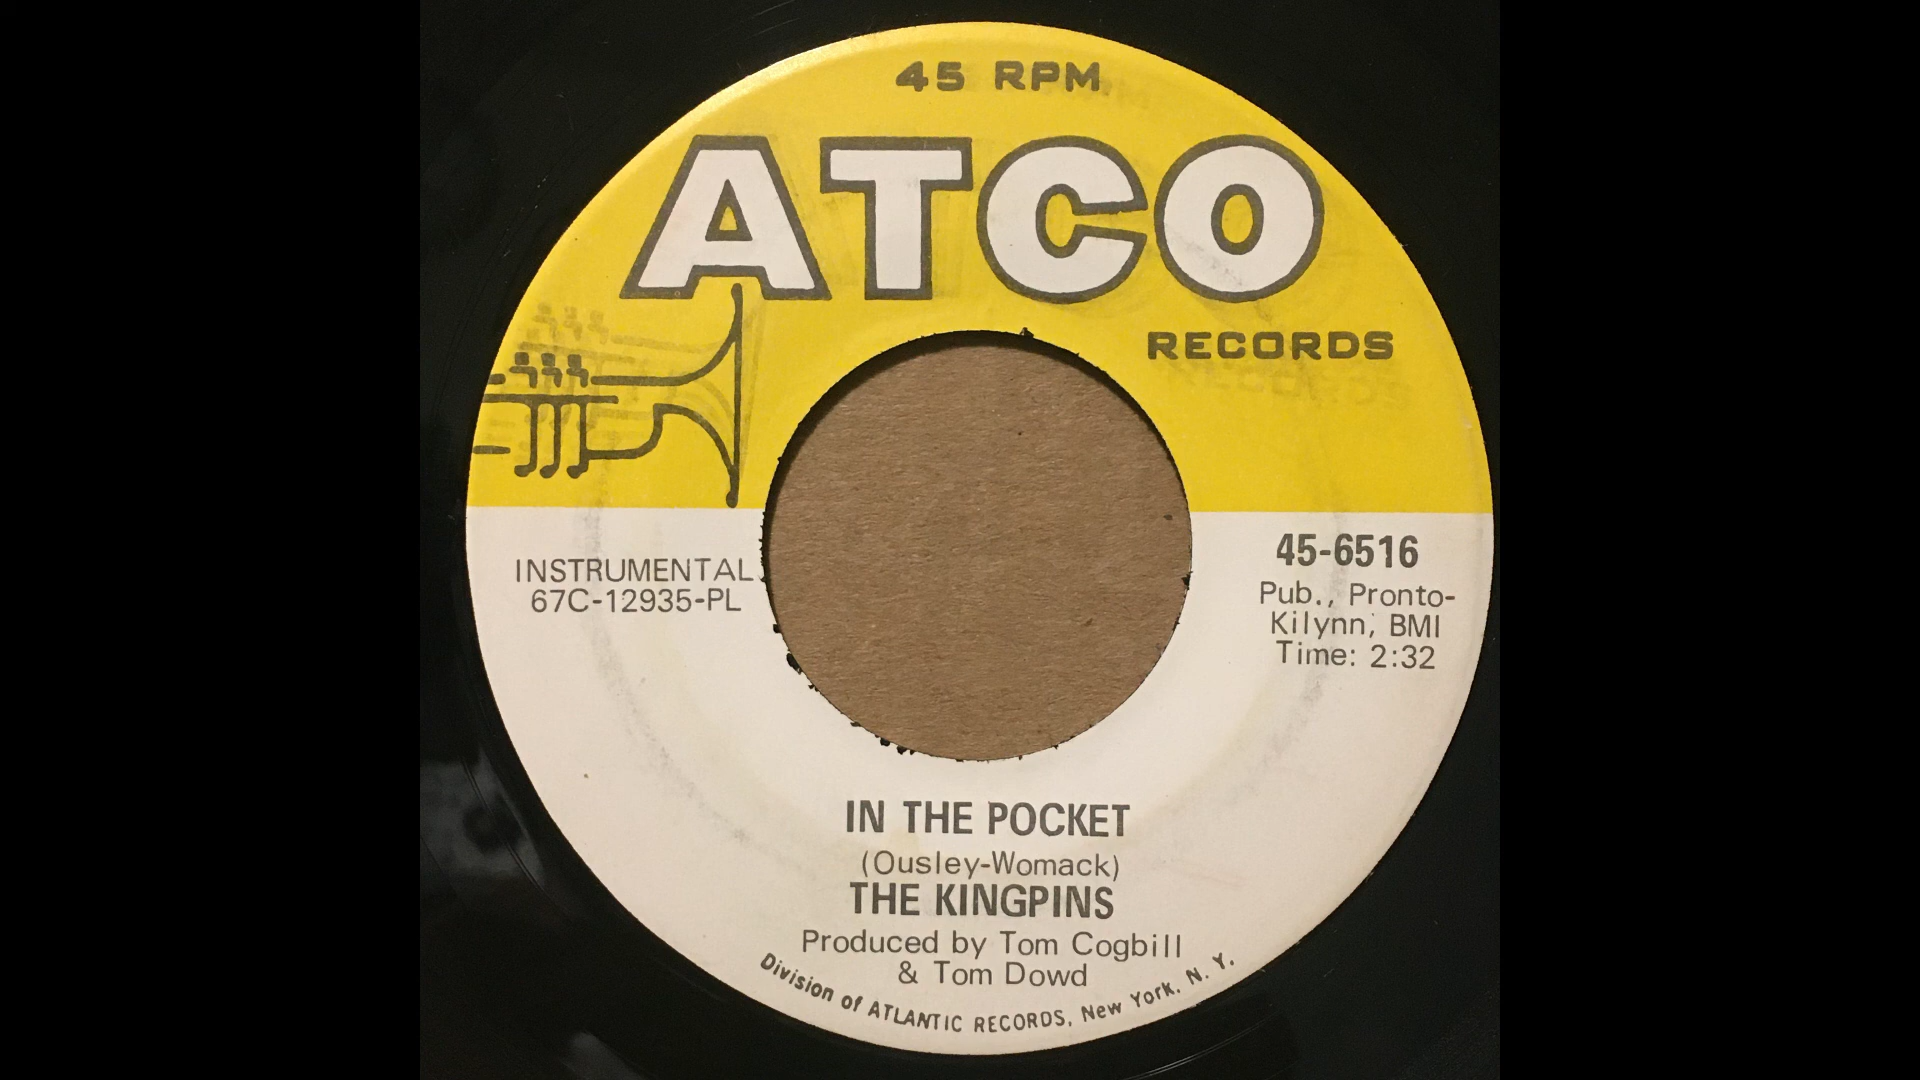 45 RPM
ATCO
RECORDS
INSTRUMENTAL
67C-12935-PL
45-6516
Pub., Pronto-
Kilynn, BMI
Time: 2:32
IN THE POCKET
(Ousley-Womack)
THE KINGPINS
Produced by Tom Cogbill
& Tom Dowd
Division of ATLANTIC RECORDS, New York, N. Y.